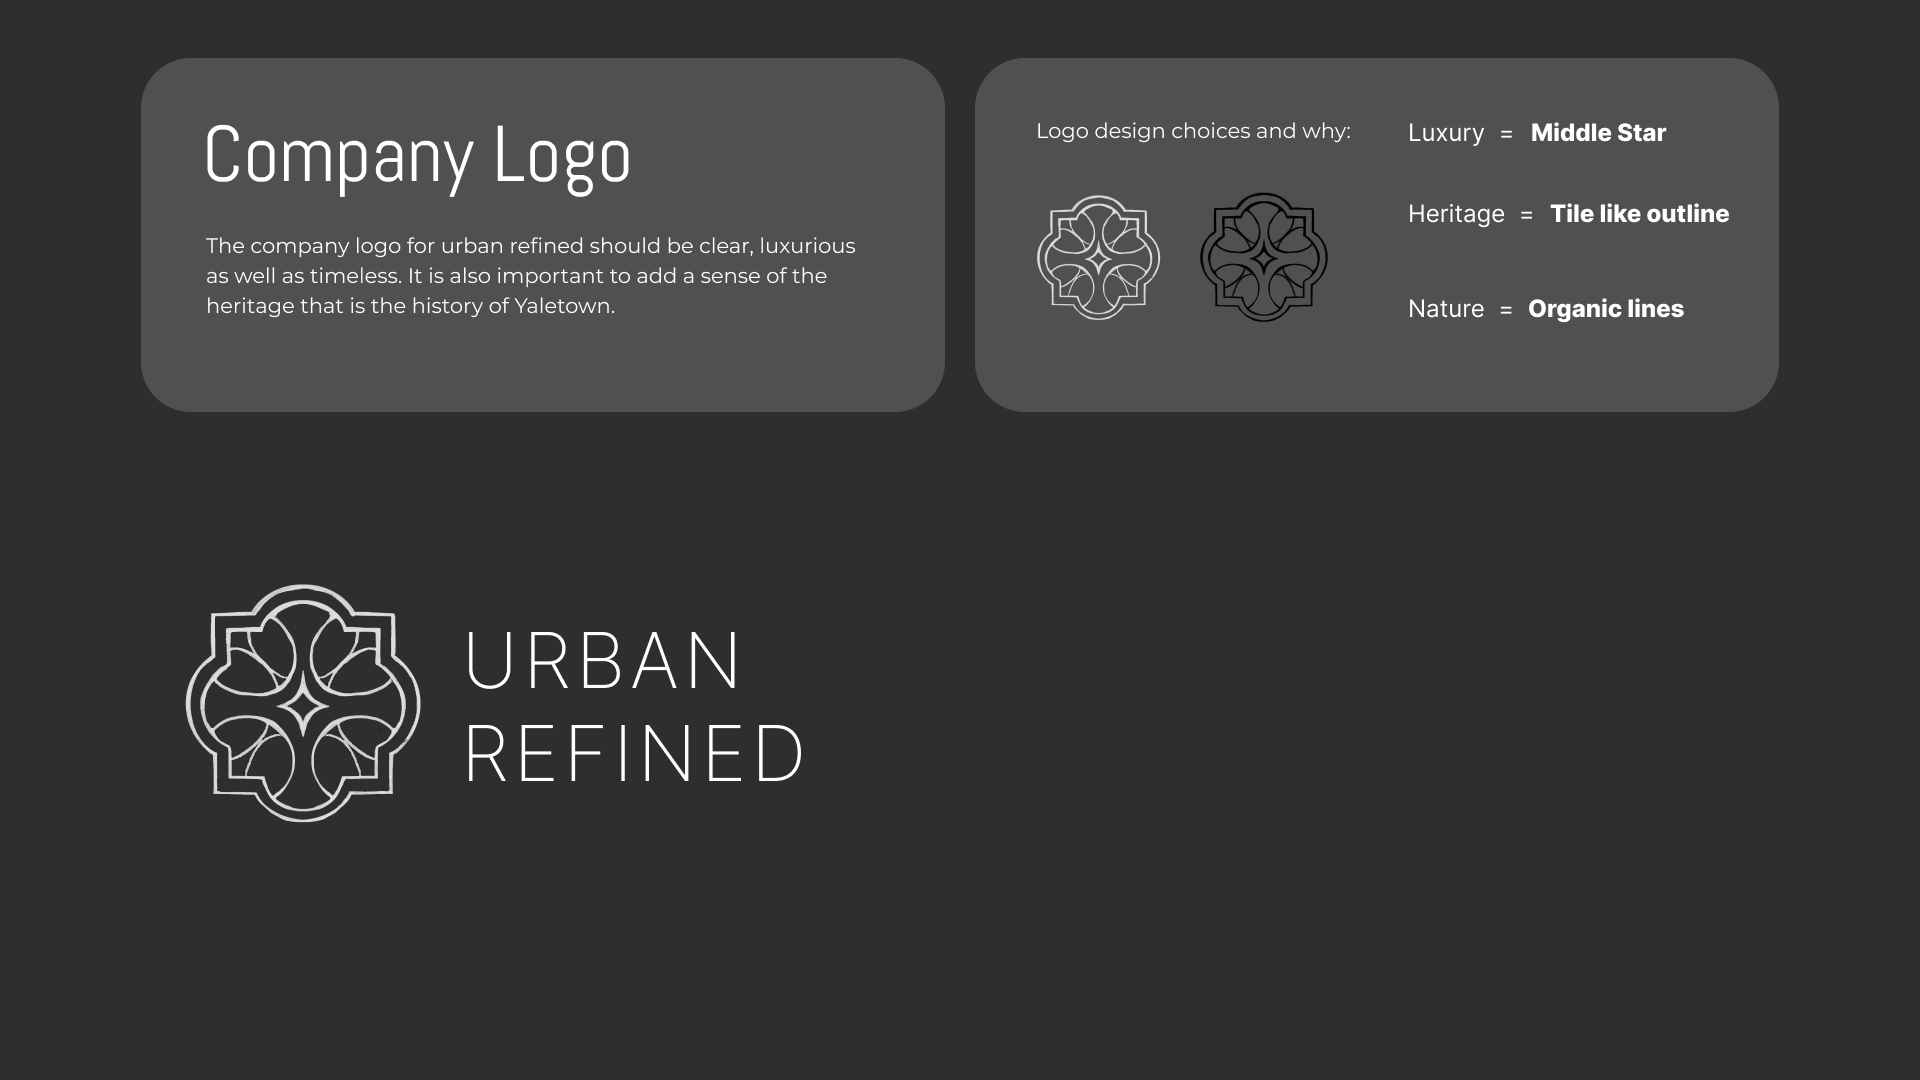 Company Logo
The company logo for urban refined should be clear, luxurious
as well as timeless. It is also important to add a sense of the
heritage that is the history of Yaletown.
Logo design choices and why:
Luxury = Middle Star
Heritage = Tile like outline
Nature = Organic lines
URBAN
REFINED